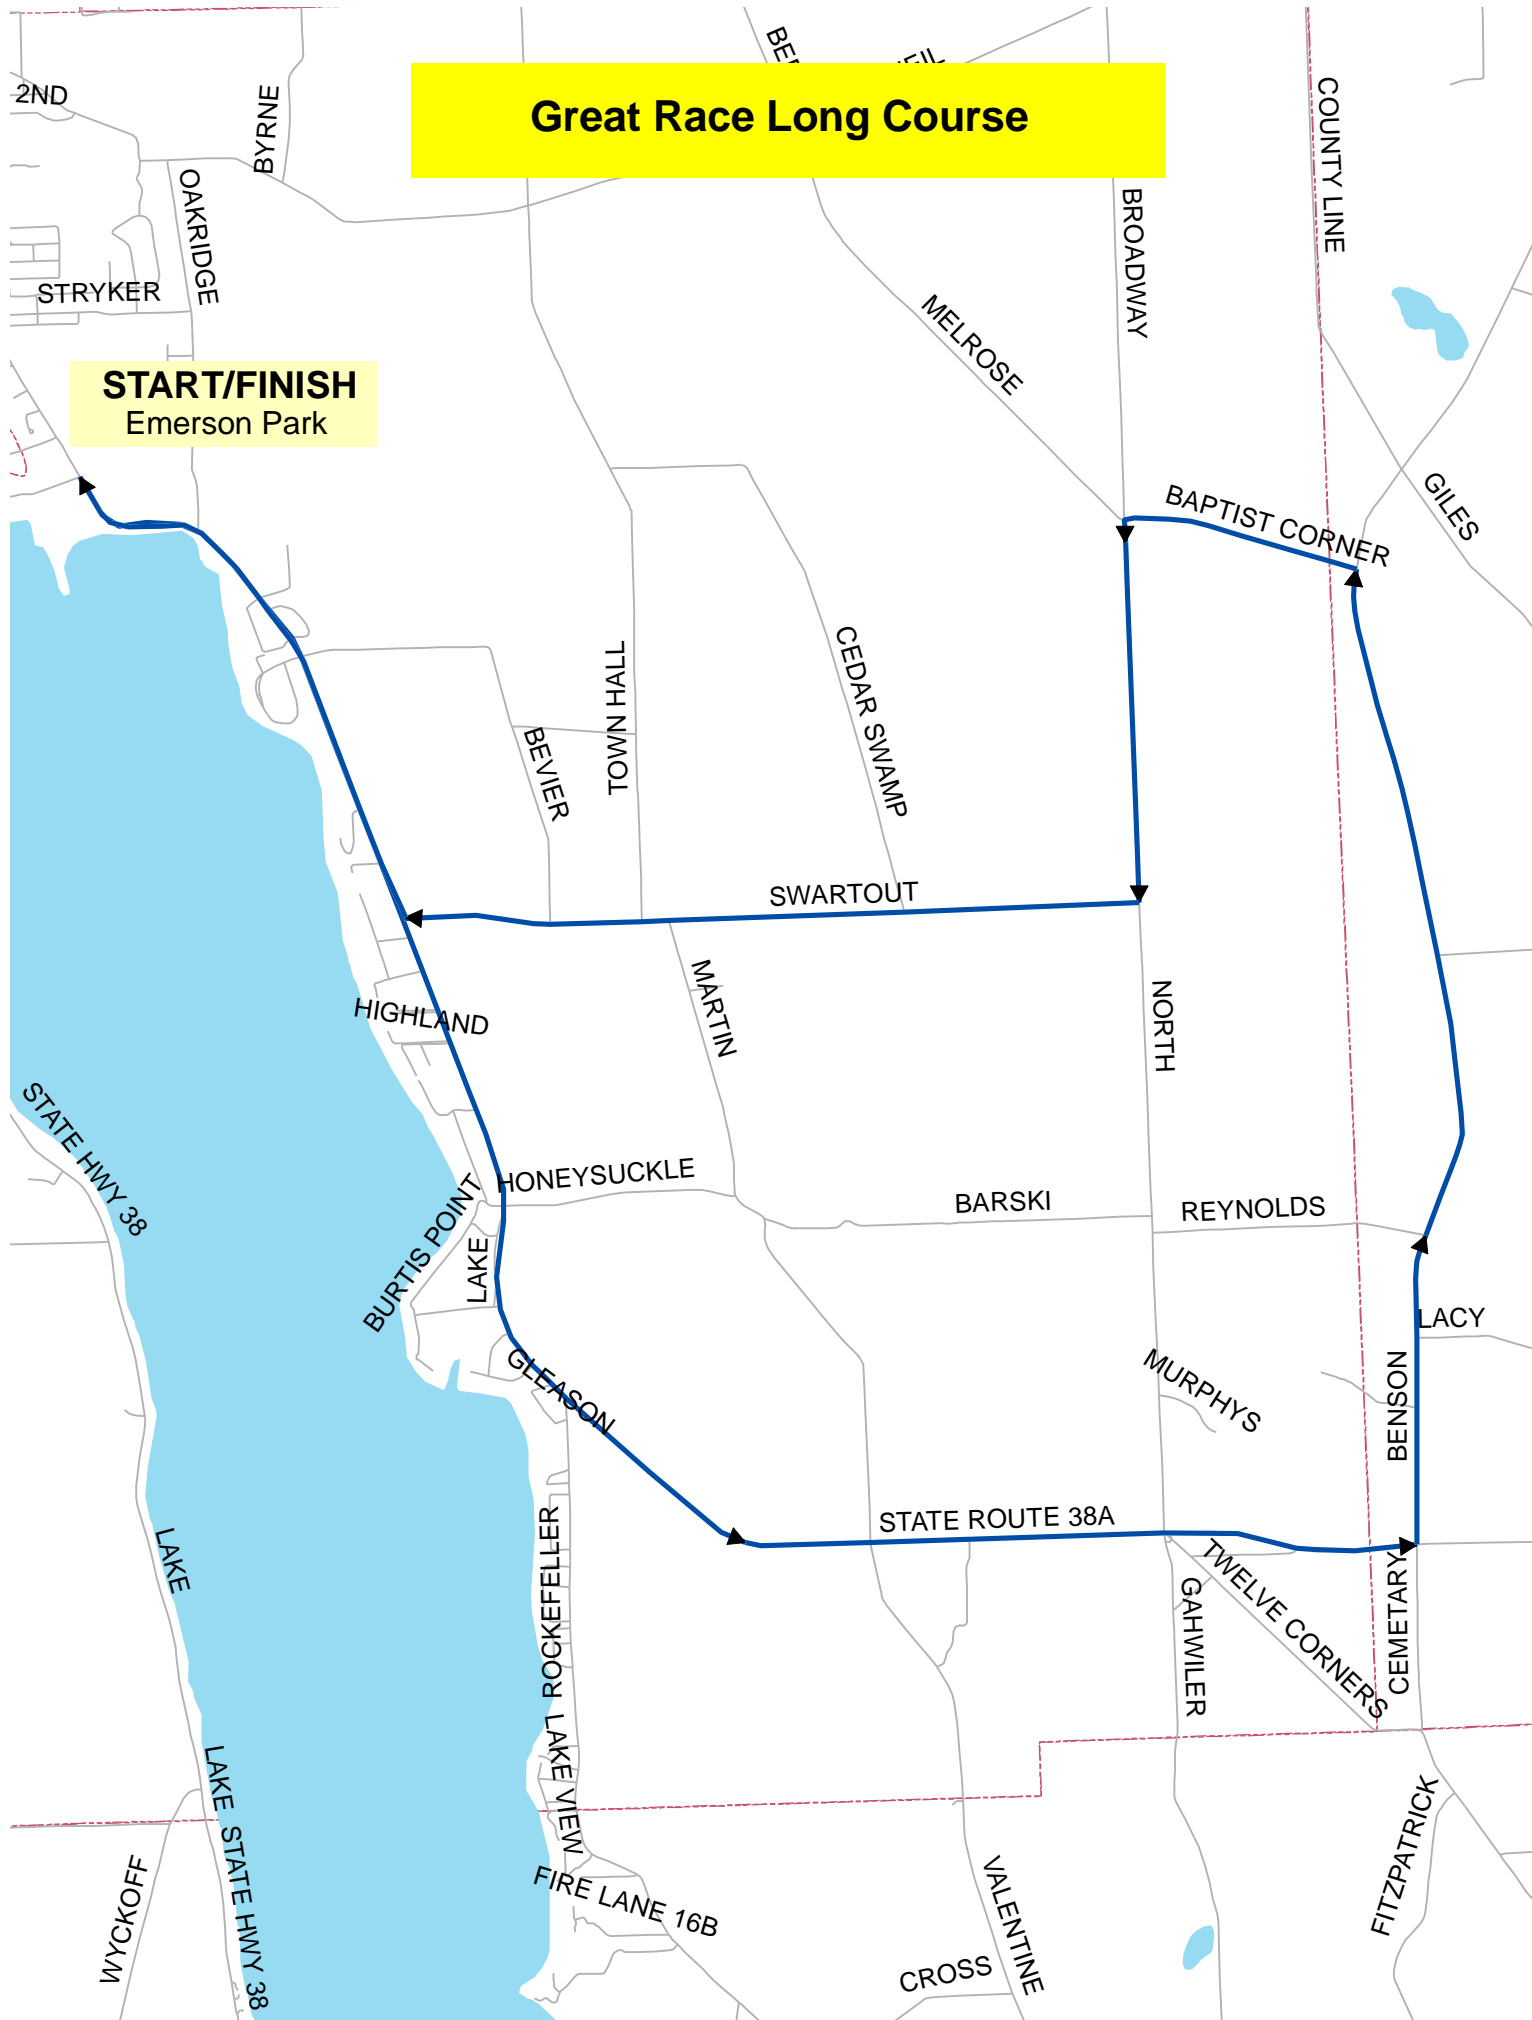 2ND
BYRNE
Great Race Long Course
COUNTY LINE
OAKRIDGE
BROADWAY
STRYKER
MELROSE
START/FINISH
Emerson Park
GILES
BAPTIST CORNER
TOWN HALL
CEDAR SWAMP
BEVIER
SWARTOUT
MARTIN
NORTH
HIGHLAND
STATE HWY 38
HONEYSUCKLE
BARSKI
REYNOLDS
BURTIS POINT
LAKE
LACY
GLEASON
MURPHYS
BENSON
STATE ROUTE 38A
LAKE
ROCKEFELLER
TWELVE CORNERS
CEMETARY
GAHWILER
LAKE VIEW
LAKE
STATE HWY 38
FITZPATRICK
WYCKOFF
FIRE LANE 16B
VALENTINE
CROSS